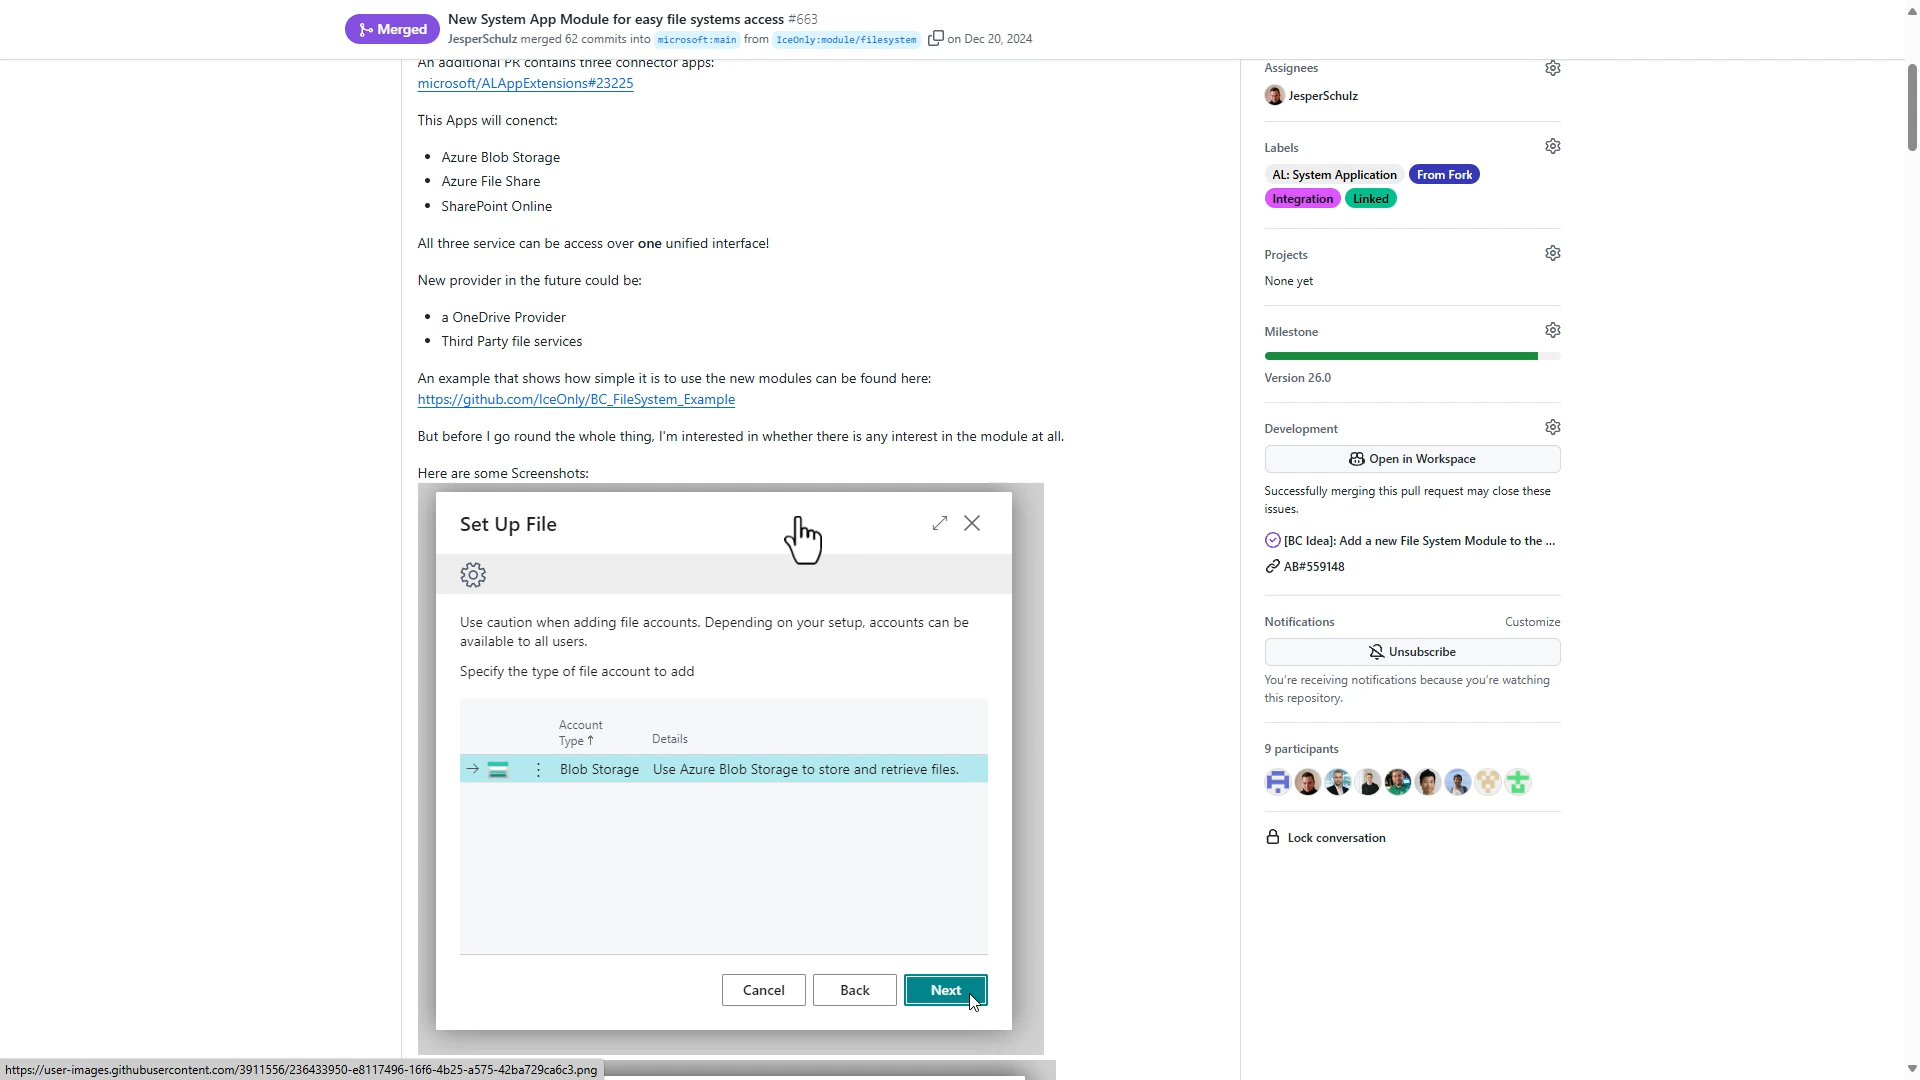 Merged
New System App Module for easy file systems access #663
JesperSchulz merged 62 commits into microsoft:main from IceOnly:module/filesystem on Dec 20, 2024
An additional PR contains three connector apps:
microsoft/ALAppExtensions#23225
This Apps will conenct:
Azure Blob Storage
Azure File Share
SharePoint Online
All three service can be access over one unified interface!
New provider in the future could be:
a OneDrive Provider
Third Party file services
An example that shows how simple it is to use the new modules can be found here:
https://github.com/IceOnly/BC_FileSystem_Example
But before I go round the whole thing, I'm interested in whether there is any interest in the module at all.
Here are some Screenshots:
Set Up File
Use caution when adding file accounts. Depending on your setup, accounts can be
available to all users.
Specify the type of file account to add
Account
Type ↑ Details
Blob Storage Use Azure Blob Storage to store and retrieve files.
Cancel Back Next
Assignees
JesperSchulz
Labels
AL: System Application From Fork
Integration Linked
Projects
None yet
Milestone
Version 26.0
Development
Open in Workspace
Successfully merging this pull request may close these
issues.
[BC Idea]: Add a new File System Module to the ...
AB#559148
Notifications Customize
Unsubscribe
You're receiving notifications because you're watching
this repository.
9 participants
Lock conversation
https://user-images.githubusercontent.com/3911556/236433950-e8117496-16f6-4b25-a575-42ba729ca6c3.png